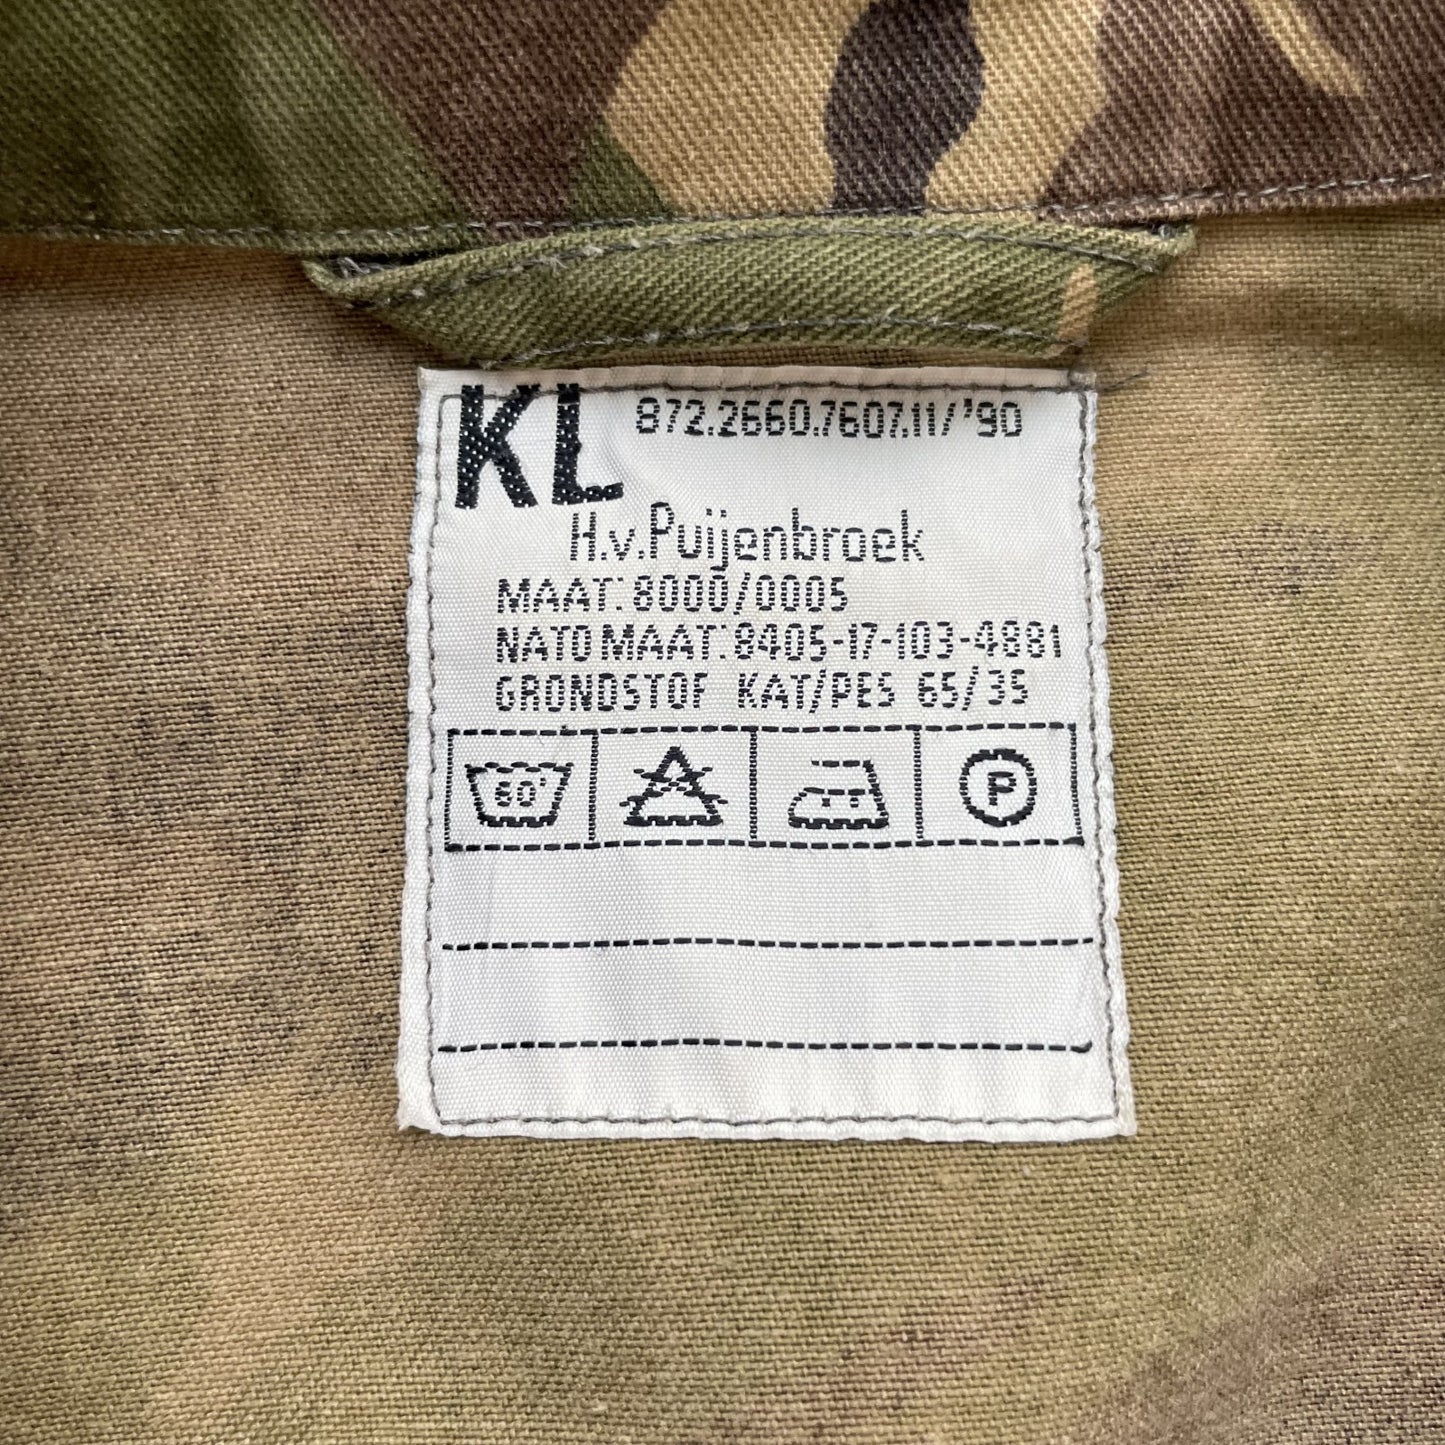 KL 872.2660.7607.11/'90
H.v.Puijenbroek
MAAT: 8000/0005
NATO MAAT: 8405-17-103-4881
GRONDSTOF KAT/PES 65/35
60° P